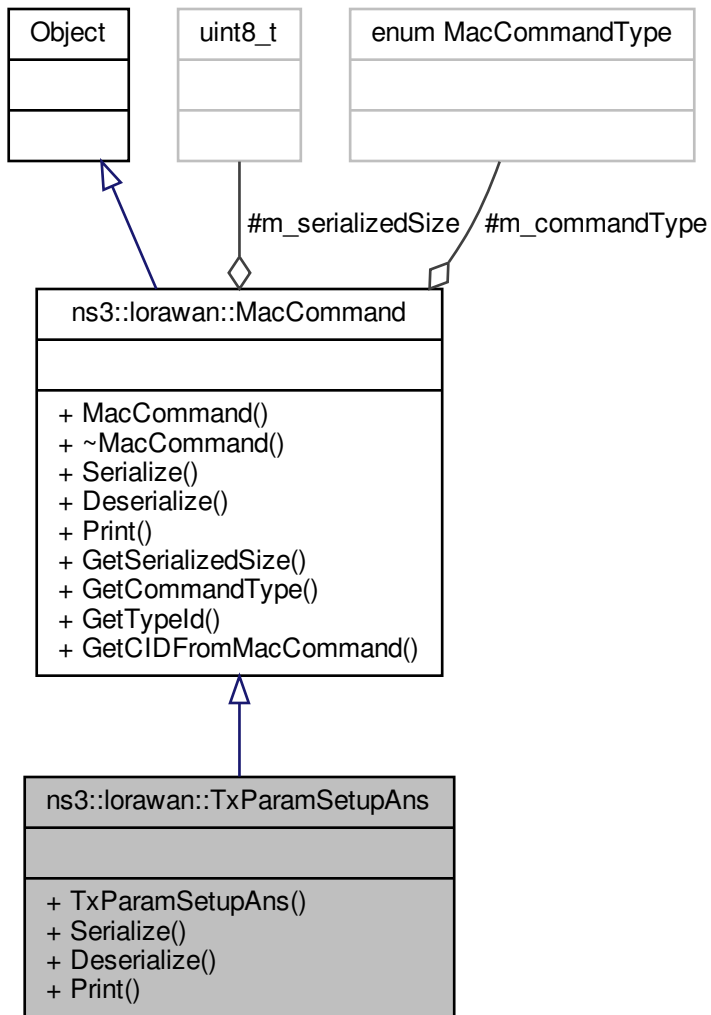 Object
uint8_t
enum MacCommandType
#m_serializedSize
#m_commandType
ns3::lorawan::MacCommand
+ MacCommand()
+ ~MacCommand()
+ Serialize()
+ Deserialize()
+ Print()
+ GetSerializedSize()
+ GetCommandType()
+ GetTypeId()
+ GetCIDFromMacCommand()
ns3::lorawan::TxParamSetupAns
+ TxParamSetupAns()
+ Serialize()
+ Deserialize()
+ Print()